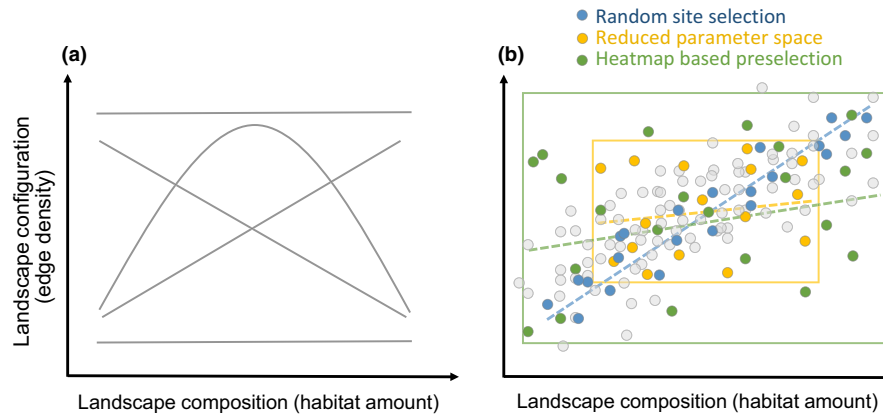 Random site selection
Reduced parameter space
Heatmap based preselection
(a)
(b)
Landscape configuration
(edge density)
Landscape composition (habitat amount)
Landscape composition (habitat amount)